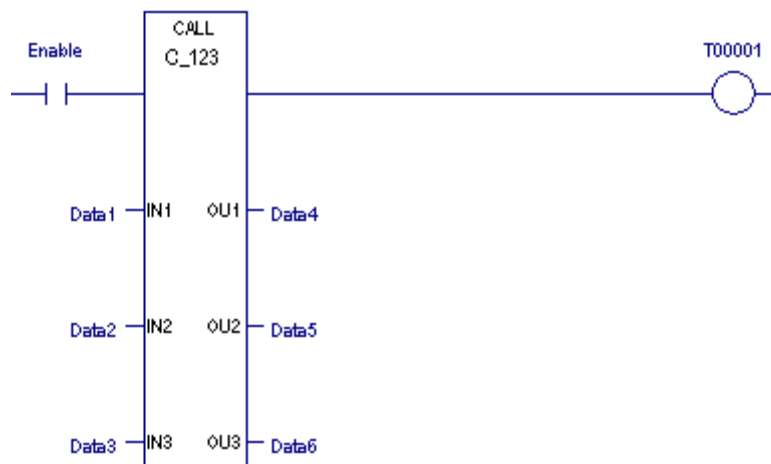 CALL
Enable
C_123
T00001
Data1 IN1 OU1 Data4
Data2 IN2 OU2 Data5
Data3 IN3 OU3 Data6